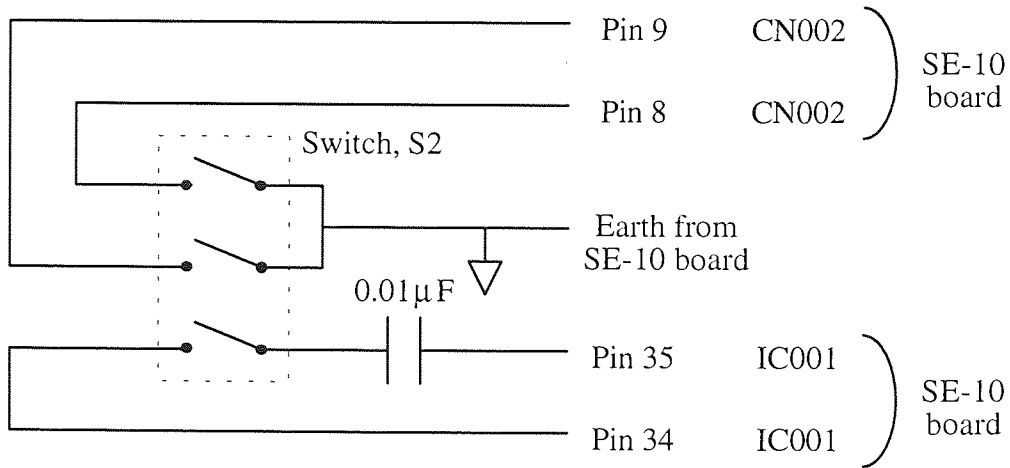 Pin 9 CN002
SE-10
board
Pin 8 CN002
Switch, S2
Earth from
SE-10 board
0.01μF
Pin 35 IC001
SE-10
board
Pin 34 IC001